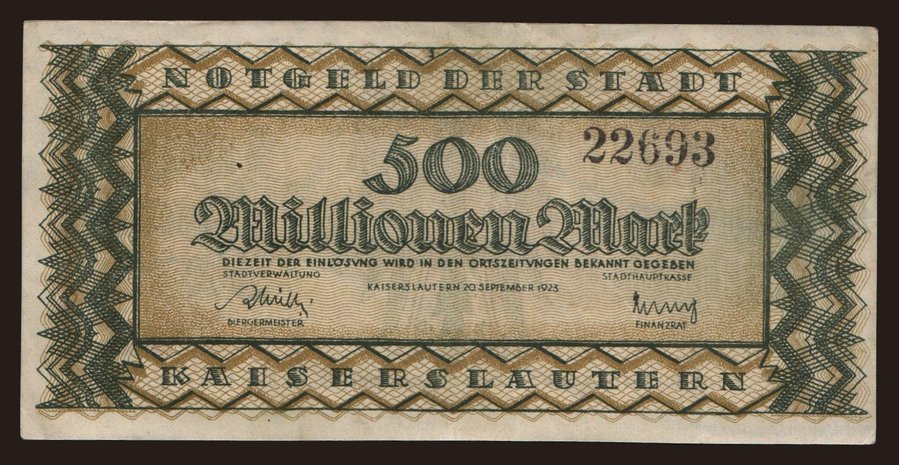 NOTGELD DER STADT
500
22693
Millionen Mark
DIE ZEIT DER EINLÖSVNG WIRD IN DEN ORTSZEITVNGEN BEKANNT GEGEBEN
STADTVERWALTUNG
STADTHAUPTKASSE
KAISERSLAUTERN 20. SEPTEMBER 1923
BUERGERMEISTER
FINANZRAT
KAISERSLAUTERN